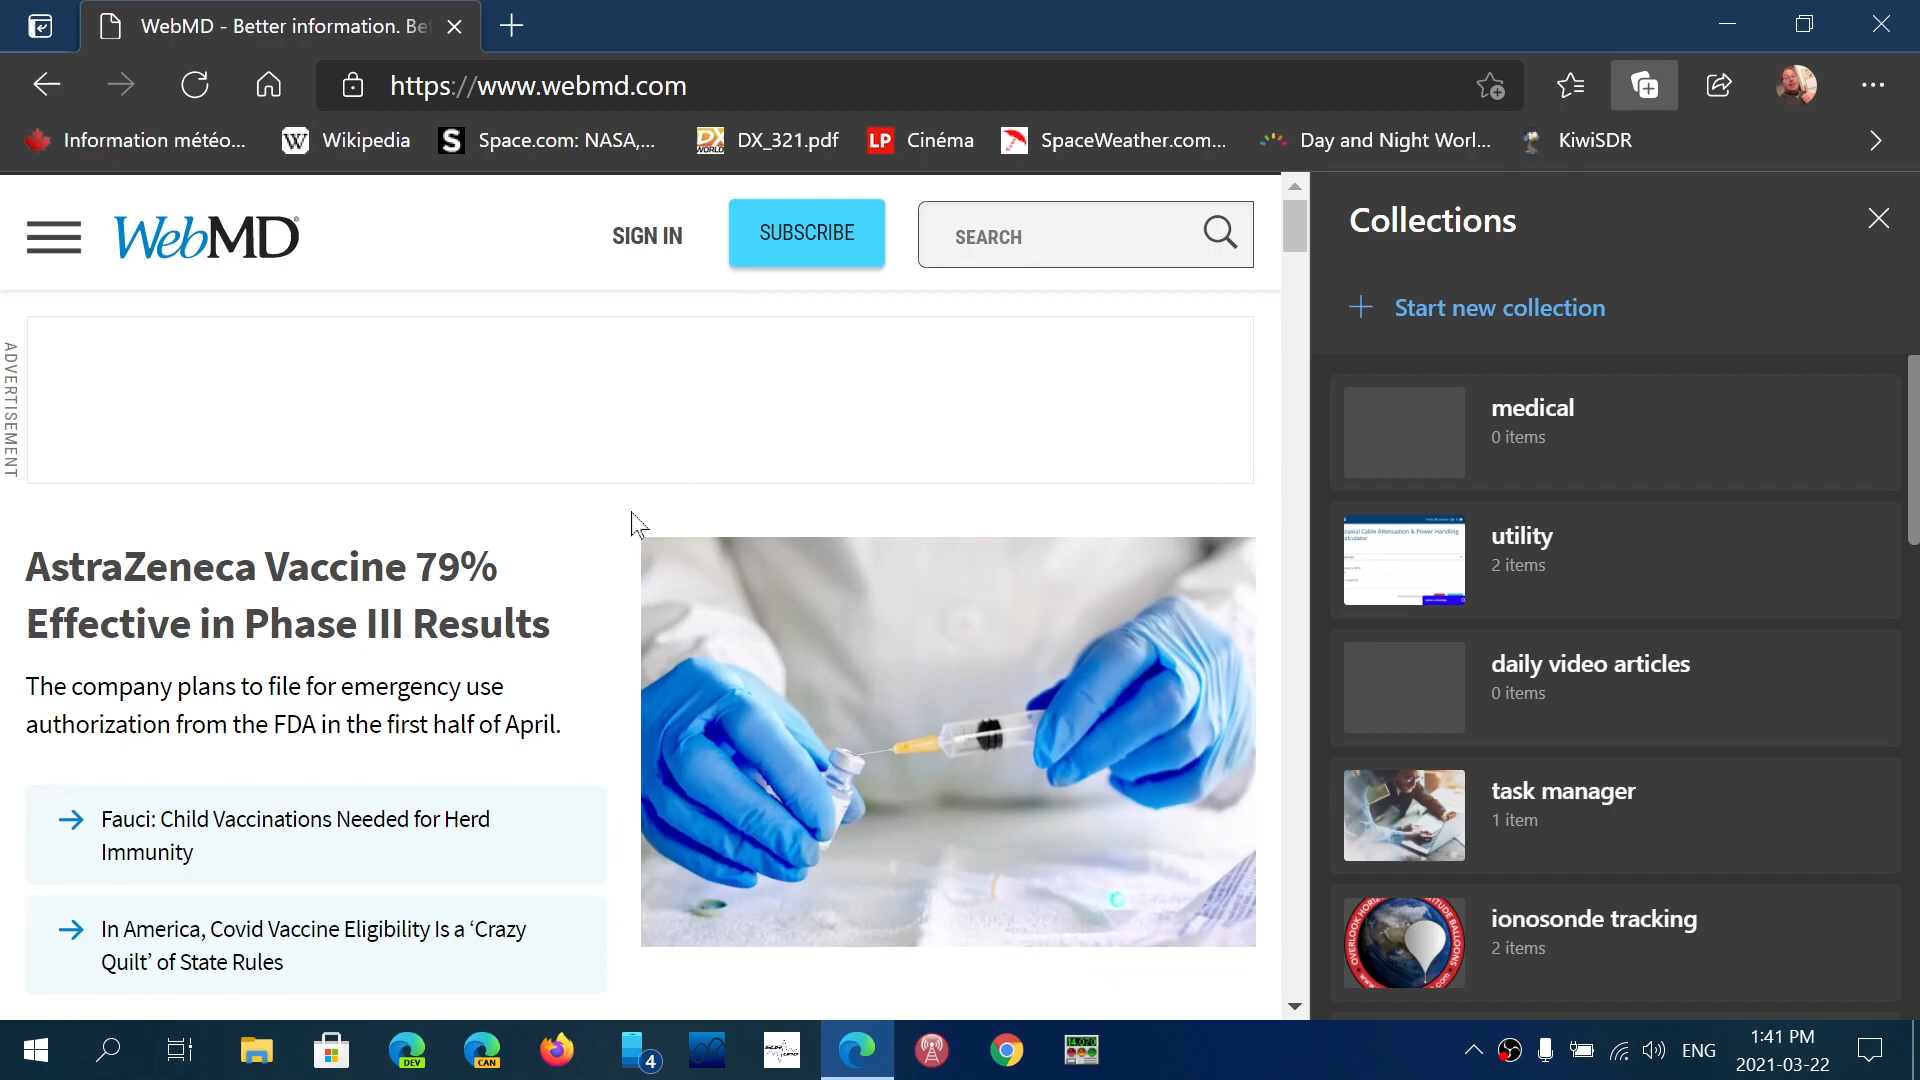 WebMD - Better information. Be
https://www.webmd.com
Information météo...
Wikipedia
Space.com: NASA,...
DX_321.pdf
Cinéma
SpaceWeather.com...
Day and Night Worl...
KiwiSDR
WebMD
SIGN IN
SUBSCRIBE
SEARCH
ADVERTISEMENT
AstraZeneca Vaccine 79%
Effective in Phase III Results
The company plans to file for emergency use
authorization from the FDA in the first half of April.
Fauci: Child Vaccinations Needed for Herd
Immunity
In America, Covid Vaccine Eligibility Is a ‘Crazy
Quilt’ of State Rules
Collections
Start new collection
medical
0 items
utility
2 items
daily video articles
0 items
task manager
1 item
ionosonde tracking
2 items
DEV
CAN
4
14.070
ENG
1:41 PM
2021-03-22